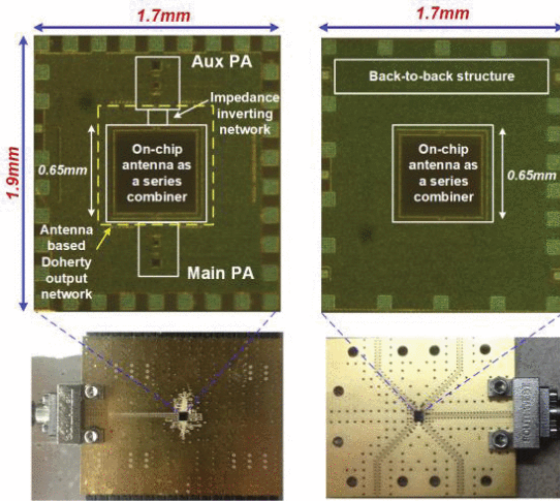 1.7mm
1.7mm
1.9mm
Aux PA
Impedance
inverting
network
0.65mm
On-chip
antenna as
a series
combiner
Antenna
based
Doherty
output
network
Main PA
Back-to-back structure
On-chip
antenna as
a series
combiner
0.65mm